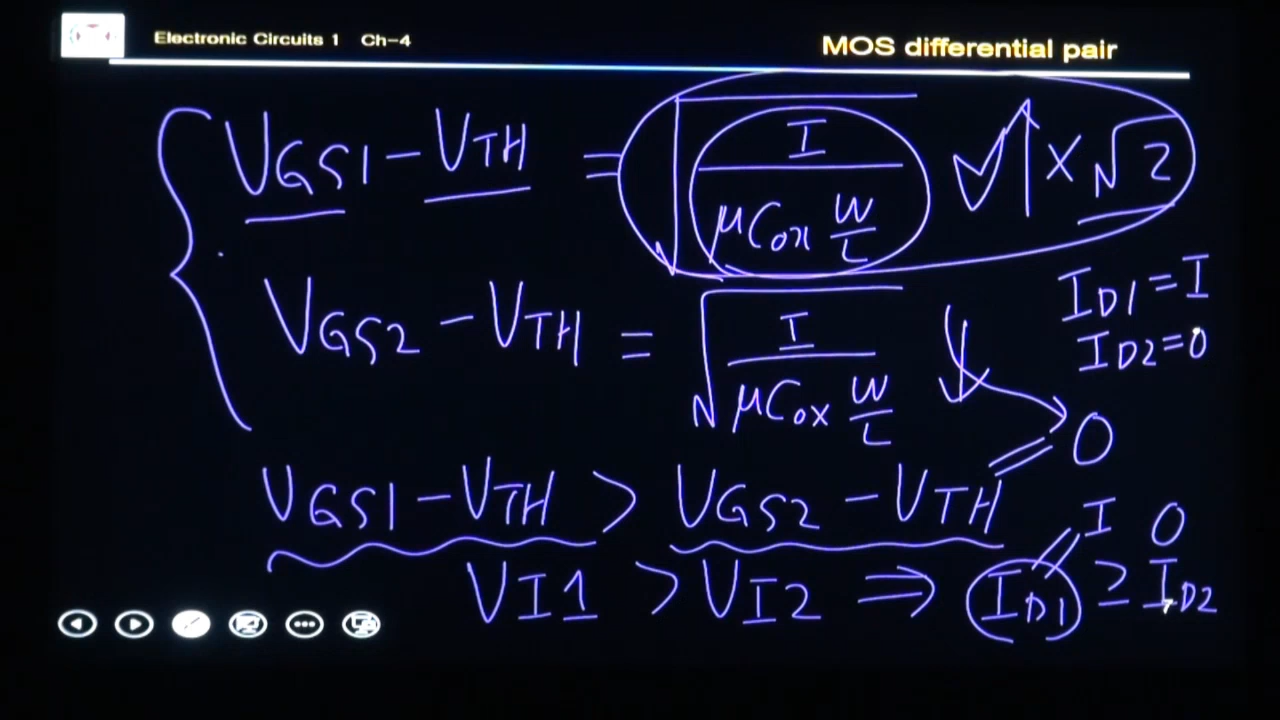 Electronic Circuits 1 Ch-4
MOS differential pair
VGS1 - VTH = √(I / μCox W/L) ↑ × √2
ID1 = I
ID2 = 0
VGS2 - VTH = √(I / μCox W/L) ↓ → 0
VGS1 - VTH > VGS2 - VTH = 0
I 0
VI1 > VI2 ⇒ ID1 ≥ ID2